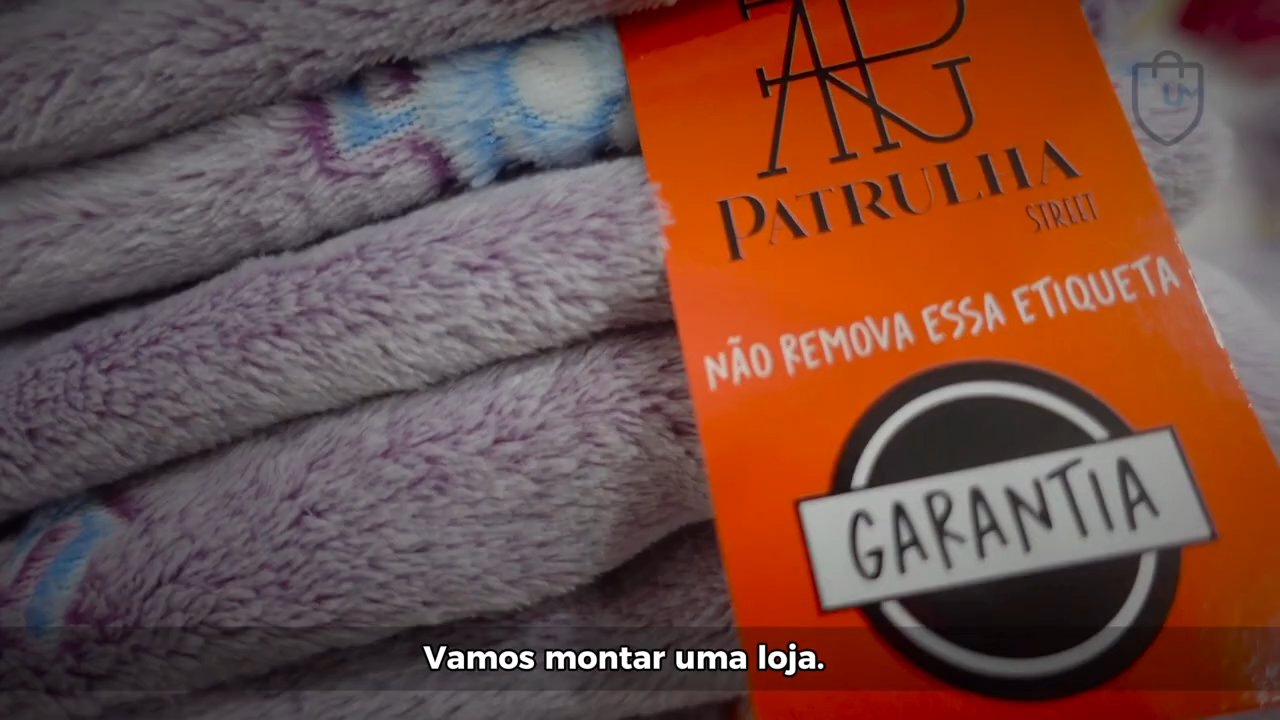 PATRULHA
STREET
NÃO REMOVA ESSA ETIQUETA
GARANTIA
Vamos montar uma loja.